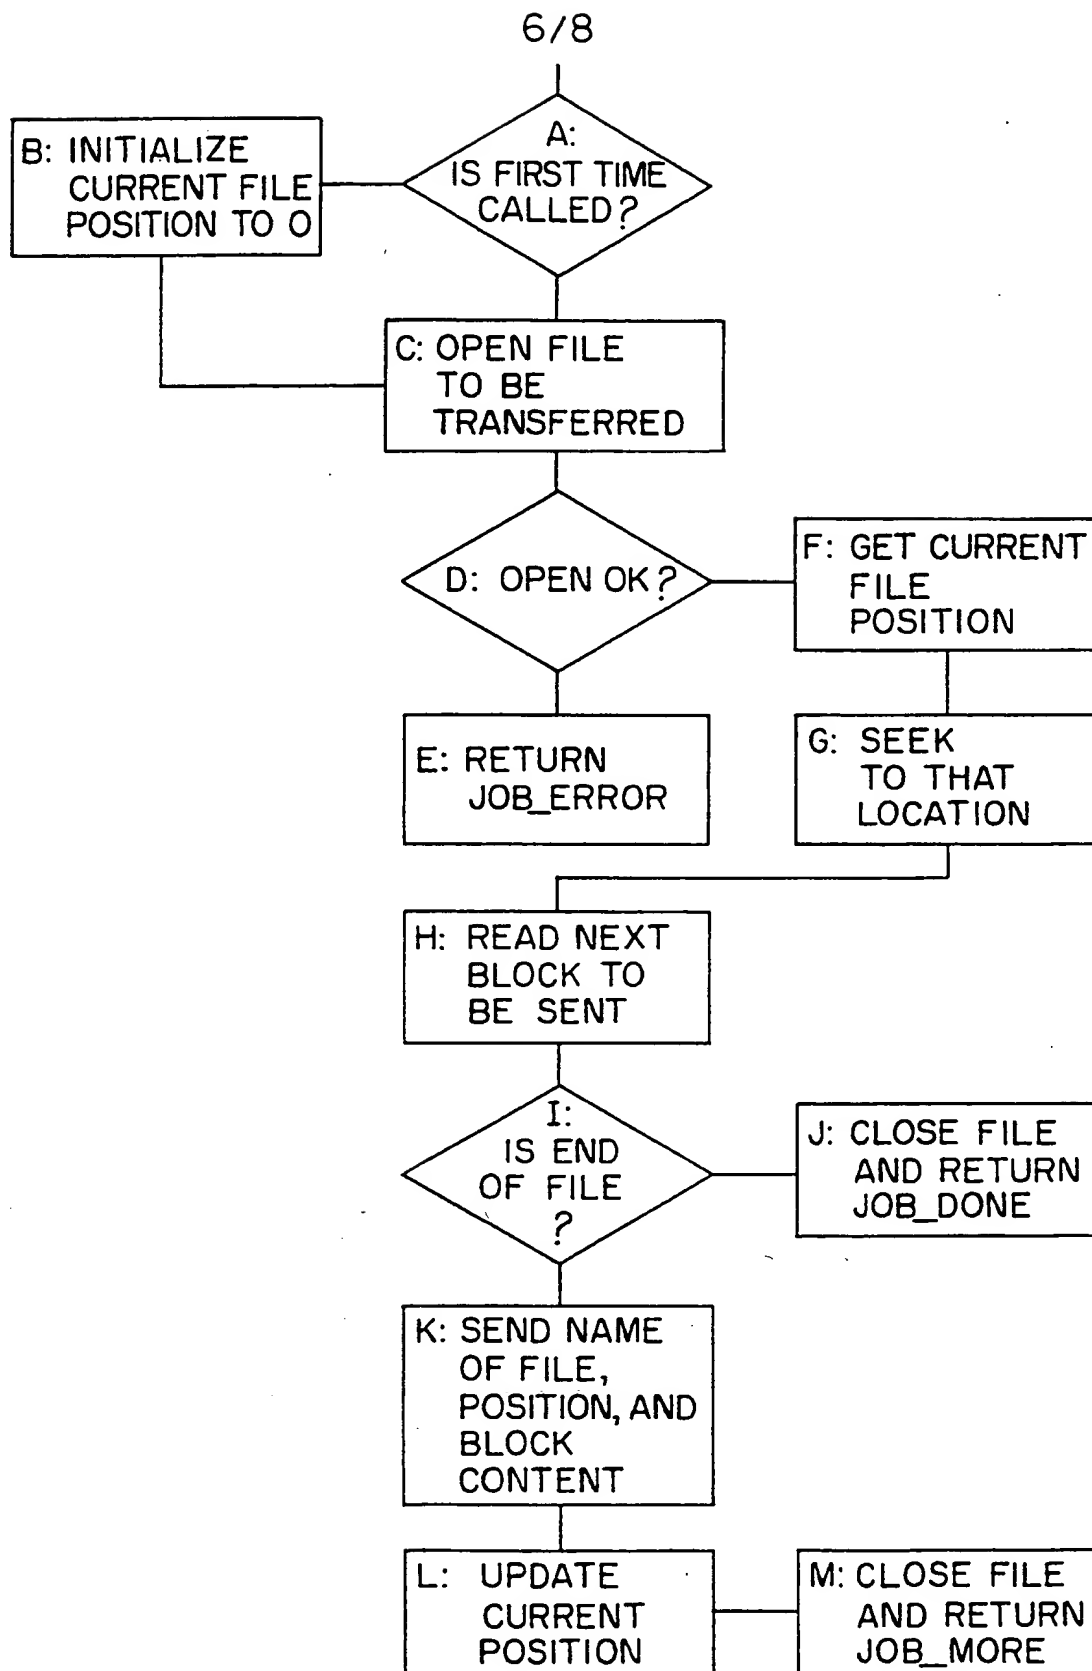 6/8
A:
IS FIRST TIME
CALLED?
B: INITIALIZE
CURRENT FILE
POSITION TO O
C: OPEN FILE
TO BE
TRANSFERRED
D: OPEN OK?
F: GET CURRENT
FILE
POSITION
E: RETURN
JOB_ERROR
G: SEEK
TO THAT
LOCATION
H: READ NEXT
BLOCK TO
BE SENT
I:
IS END
OF FILE
?
J: CLOSE FILE
AND RETURN
JOB_DONE
K: SEND NAME
OF FILE,
POSITION, AND
BLOCK
CONTENT
L: UPDATE
CURRENT
POSITION
M: CLOSE FILE
AND RETURN
JOB_MORE